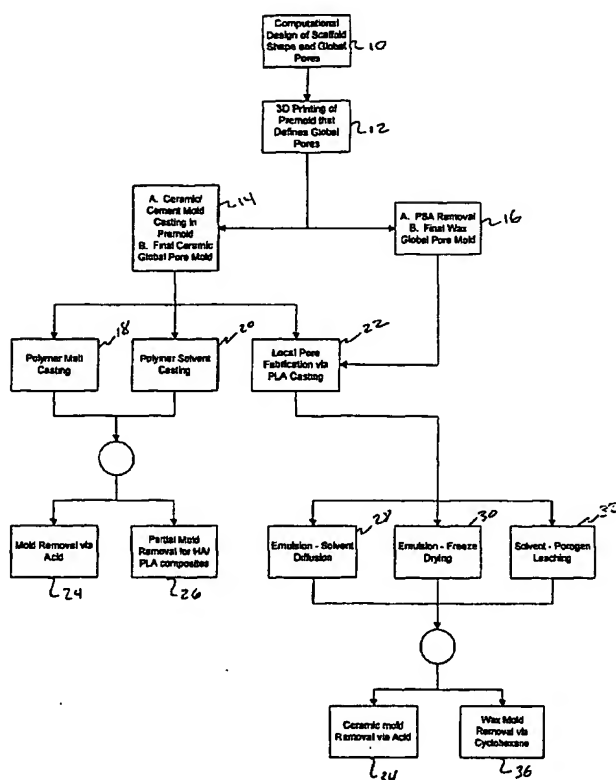 Computational
Design of Scaffold
Shape and Global
Pores
10
3D Printing of
Premold that
Defines Global
Pores
12
A. Ceramic/
Cement Mold
Casting in
Premold
B. Final Ceramic
Global Pore Mold
14
A. PSA Removal
B. Final Wax
Global Pore Mold
16
Polymer Melt
Casting
18
Polymer Solvent
Casting
20
Local Pore
Fabrication via
PLA Casting
22
Mold Removal via
Acid
24
Partial Mold
Removal for HA/
PLA composites
26
Emulsion - Solvent
Diffusion
28
Emulsion - Freeze
Drying
30
Solvent - Porogen
Leaching
Ceramic mold
Removal via Acid
Wax Mold
Removal via
Cyclohexane
36